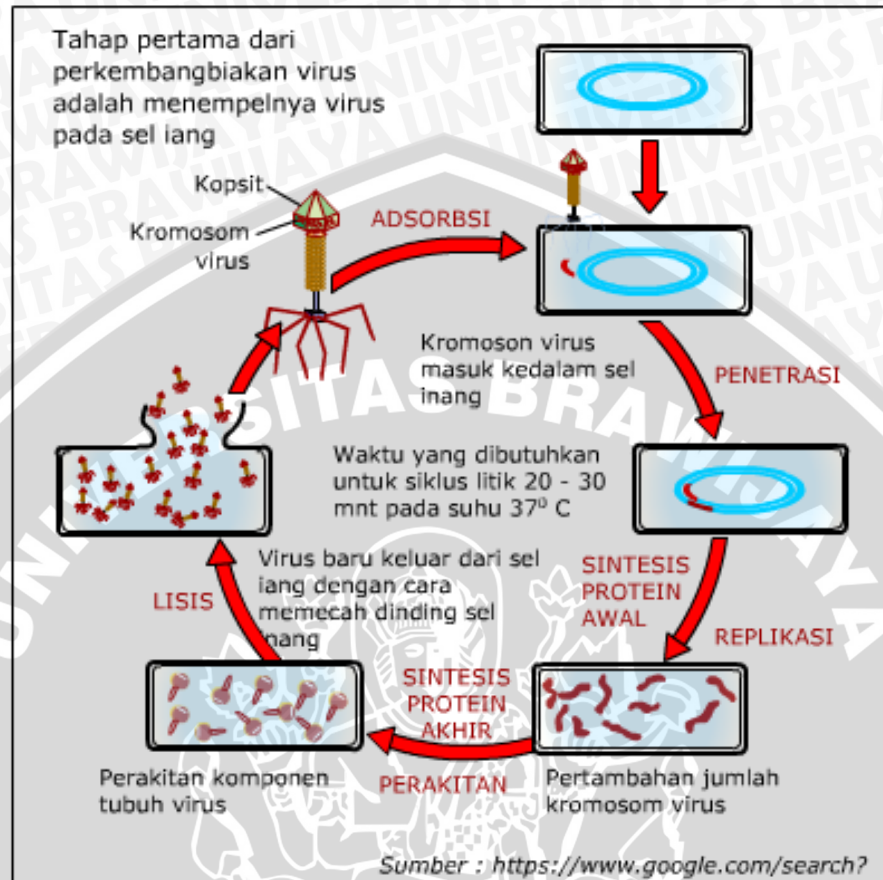 Tahap pertama dari
perkembangbiakan virus
adalah menempelnya virus
pada sel iang
Kopsit
Kromosom
virus
ADSORBSI
Kromoson virus
masuk kedalam sel
inang
PENETRASI
Waktu yang dibutuhkan
untuk siklus litik 20 - 30
mnt pada suhu 37⁰ C
SINTESIS
PROTEIN
AWAL
REPLIKASI
Virus baru keluar dari sel
iang dengan cara
memecah dinding sel
inang
LISIS
SINTESIS
PROTEIN
AKHIR
PERAKITAN
Perakitan komponen
tubuh virus
Pertambahan jumlah
kromosom virus
Sumber : https://www.google.com/search?
UNIVERSITAS BRAWIJAYA